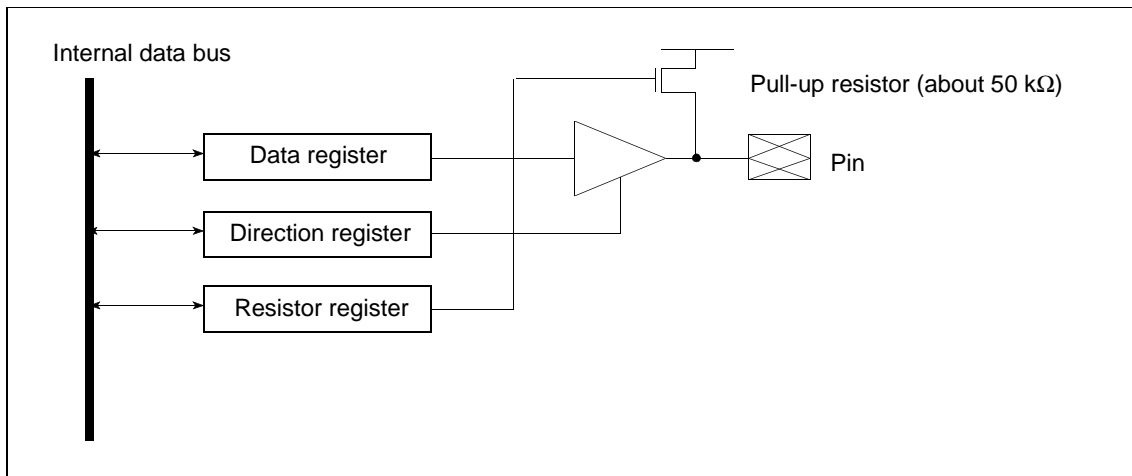 Internal data bus
Pull-up resistor (about 50 kΩ)
Data register
Pin
Direction register
Resistor register